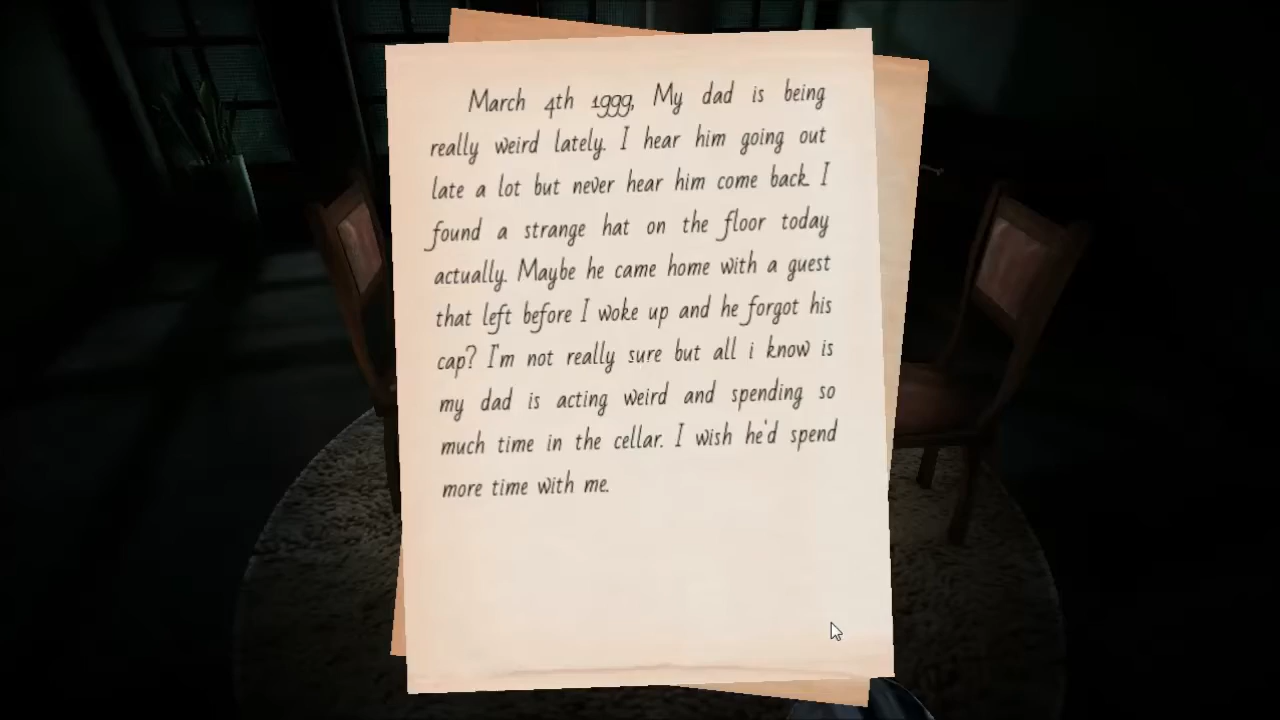 March 4th 1999, My dad is being
really weird lately. I hear him going out
late a lot but never hear him come back. I
found a strange hat on the floor today
actually. Maybe he came home with a guest
that left before I woke up and he forgot his
cap? I'm not really sure but all i know is
my dad is acting weird and spending so
much time in the cellar. I wish he'd spend
more time with me.